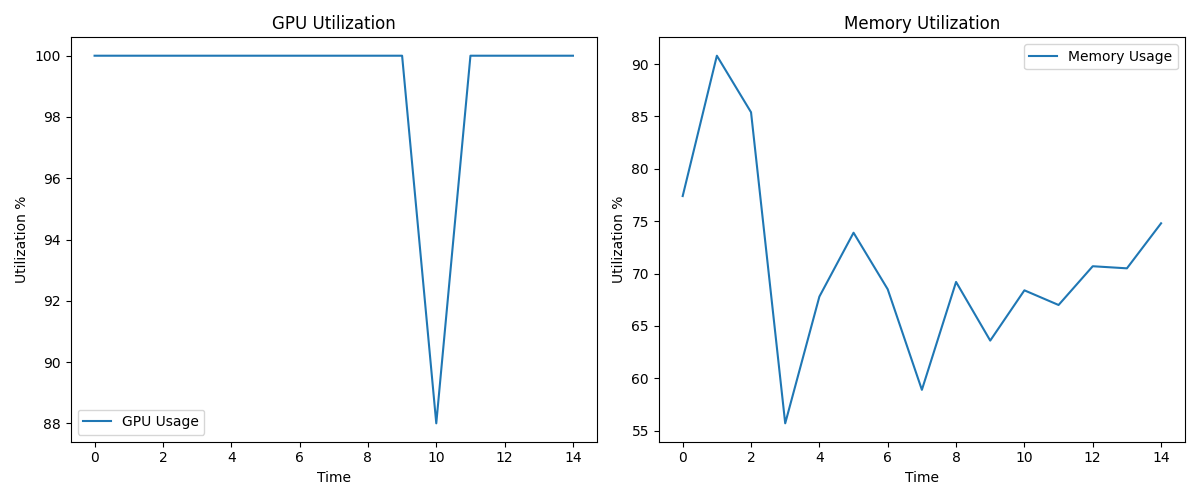 GPU Utilization
100
98
96
94
92
90
88
Utilization %
GPU Usage
0 2 4 6 8 10 12 14
Time
Memory Utilization
90
85
80
75
70
65
60
55
Utilization %
Memory Usage
0 2 4 6 8 10 12 14
Time